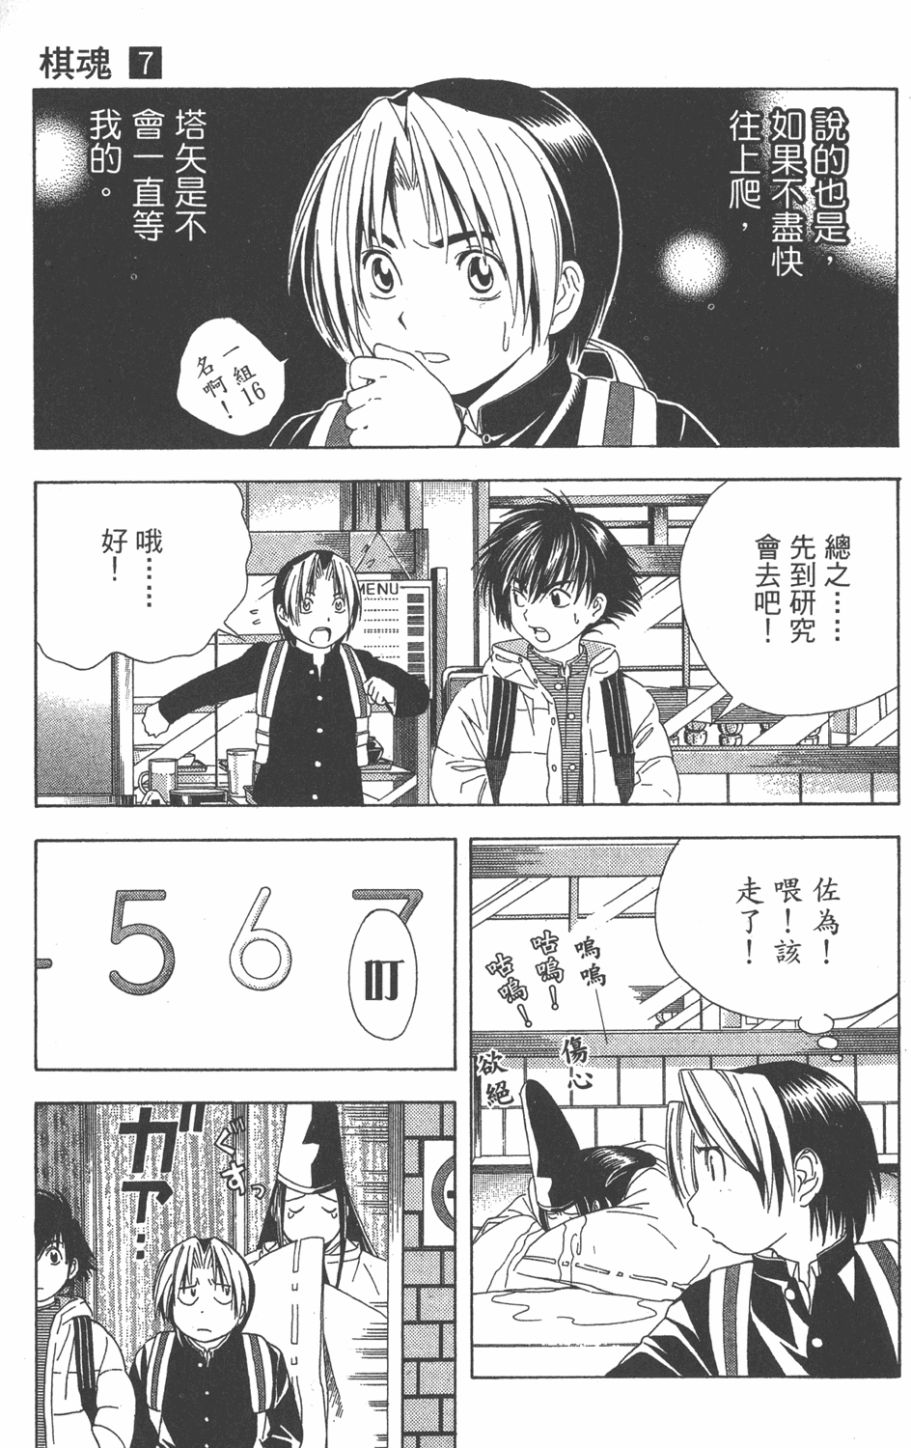 棋魂 7
說的也是，
如果不盡快
往上爬，
塔矢是不
會一直等
我的。
一組16
名啊！
總之……
先到研究
會去吧！
MENU
哦……
好！
佐為！
喂！該
走了！
嗚嗚
咕嗚！
咕嗚！
傷心
欲絕
5 6 7
叮
ガアー…
ぐすっ